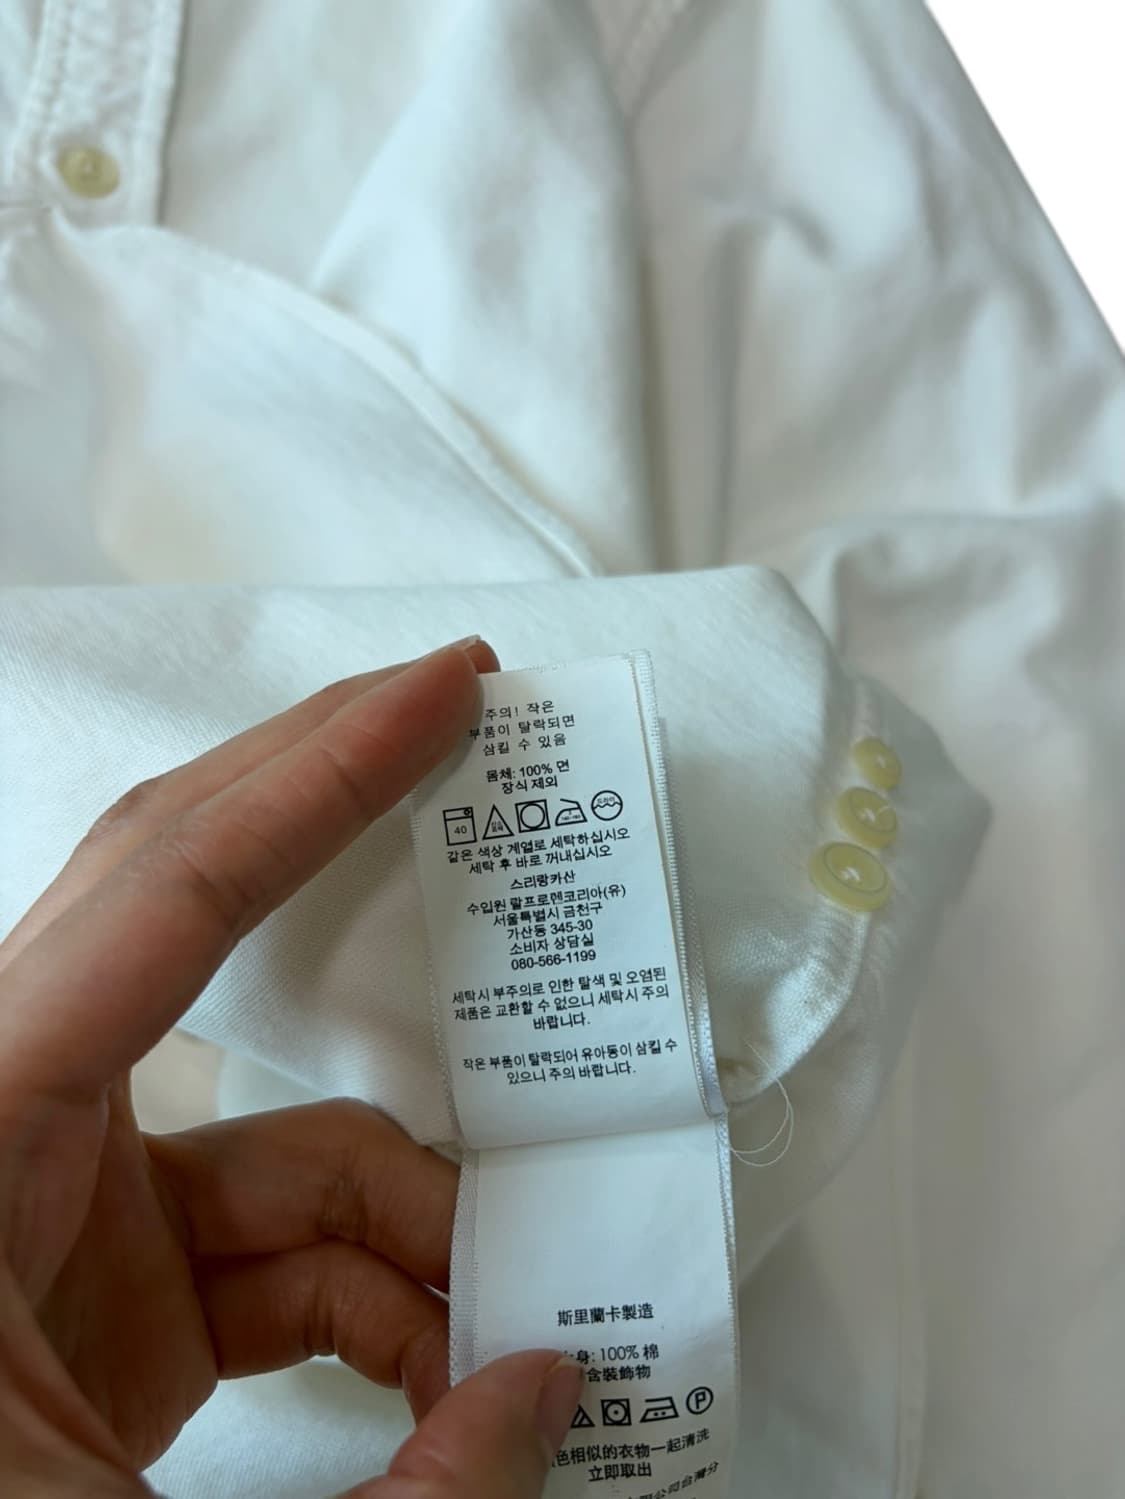 주의! 작은
부품이 탈락되면
삼킬 수 있음
몸체: 100% 면
장식 제외
40
같은 색상 계열로 세탁하십시오
세탁 후 바로 꺼내십시오
스리랑카산
수입원 랄프로렌코리아(유)
서울특별시 금천구
가산동 345-30
소비자 상담실
080-566-1199
세탁시 부주의로 인한 탈색 및 오염된
제품은 교환할 수 없으니 세탁시 주의
바랍니다.
작은 부품이 탈락되어 유아동이 삼킬 수
있으니 주의 바랍니다.
斯里蘭卡製造
身: 100% 棉
含裝飾物
P
色相似的衣物一起清洗
立即取出
公司台灣分